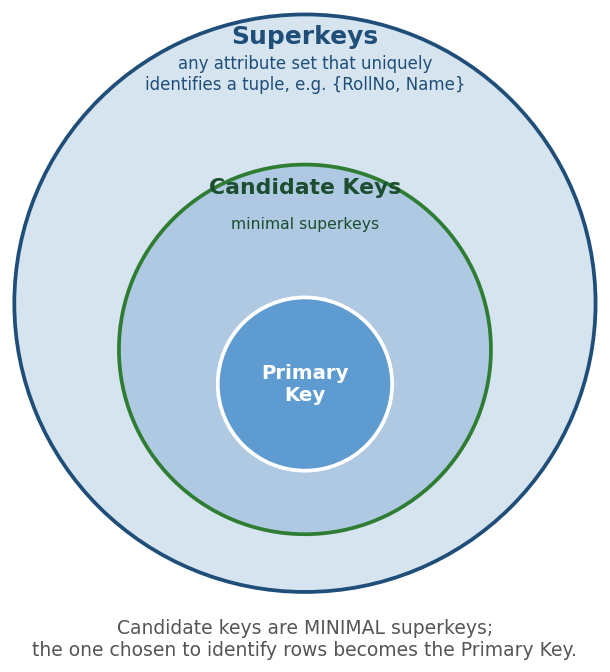 Superkeys
any attribute set that uniquely
identifies a tuple, e.g. {RollNo, Name}
Candidate Keys
minimal superkeys
Primary
Key
Candidate keys are MINIMAL superkeys;
the one chosen to identify rows becomes the Primary Key.